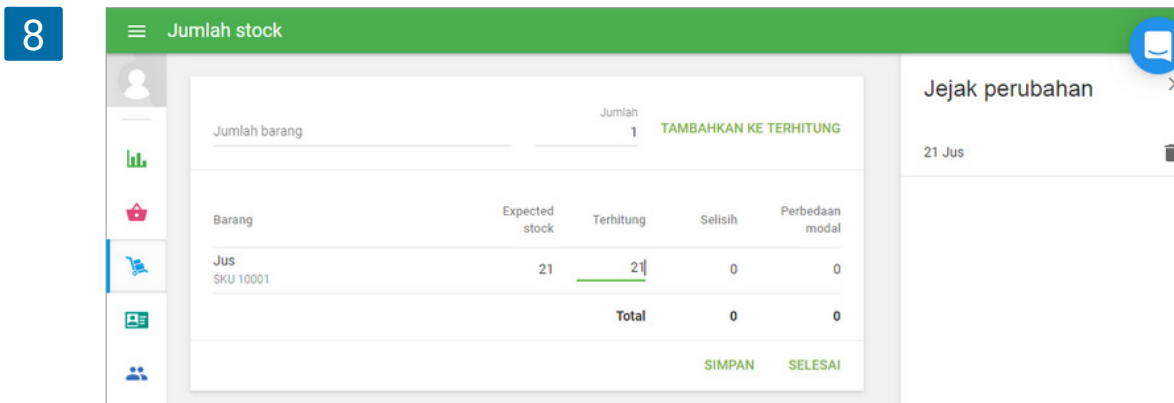 8
Jumlah stock
Jejak perubahan
Jumlah
Jumlah barang 1 TAMBAHKAN KE TERHITUNG
21 Jus
Barang Expected stock Terhitung Selisih Perbedaan modal
Jus 21 21 0 0
SKU 10001
Total 0 0
SIMPAN SELESAI